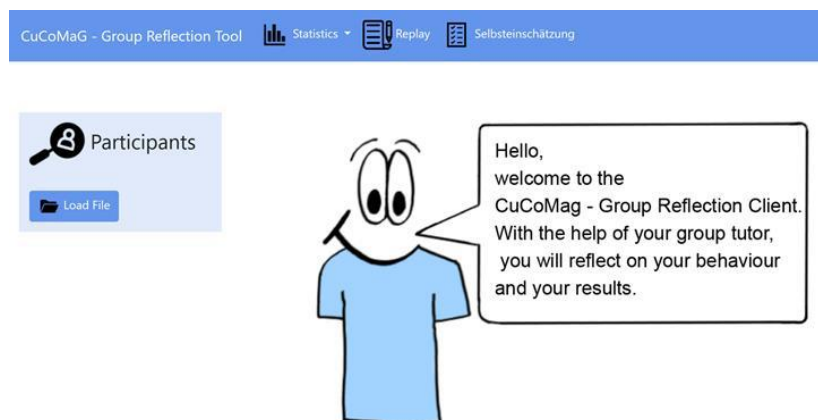 CuCoMaG - Group Reflection Tool Statistics Replay Selbsteinschätzung
Participants
Load File
Hello,
welcome to the
CuCoMag - Group Reflection Client.
With the help of your group tutor,
you will reflect on your behaviour
and your results.